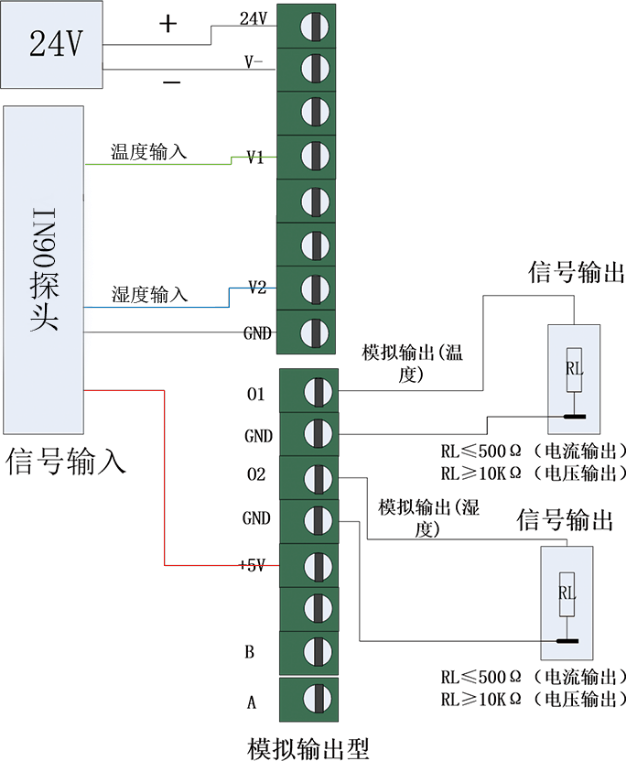 24V
+
−
24V
V-
温度输入
V1
IN90探头
湿度输入
V2
GND
信号输入
信号输出
模拟输出(温
度)
RL
O1
GND
RL≤500Ω（电流输出）
RL≥10KΩ（电压输出）
O2
模拟输出(湿
度)
信号输出
GND
+5V
RL
B
RL≤500Ω（电流输出）
RL≥10KΩ（电压输出）
A
模拟输出型